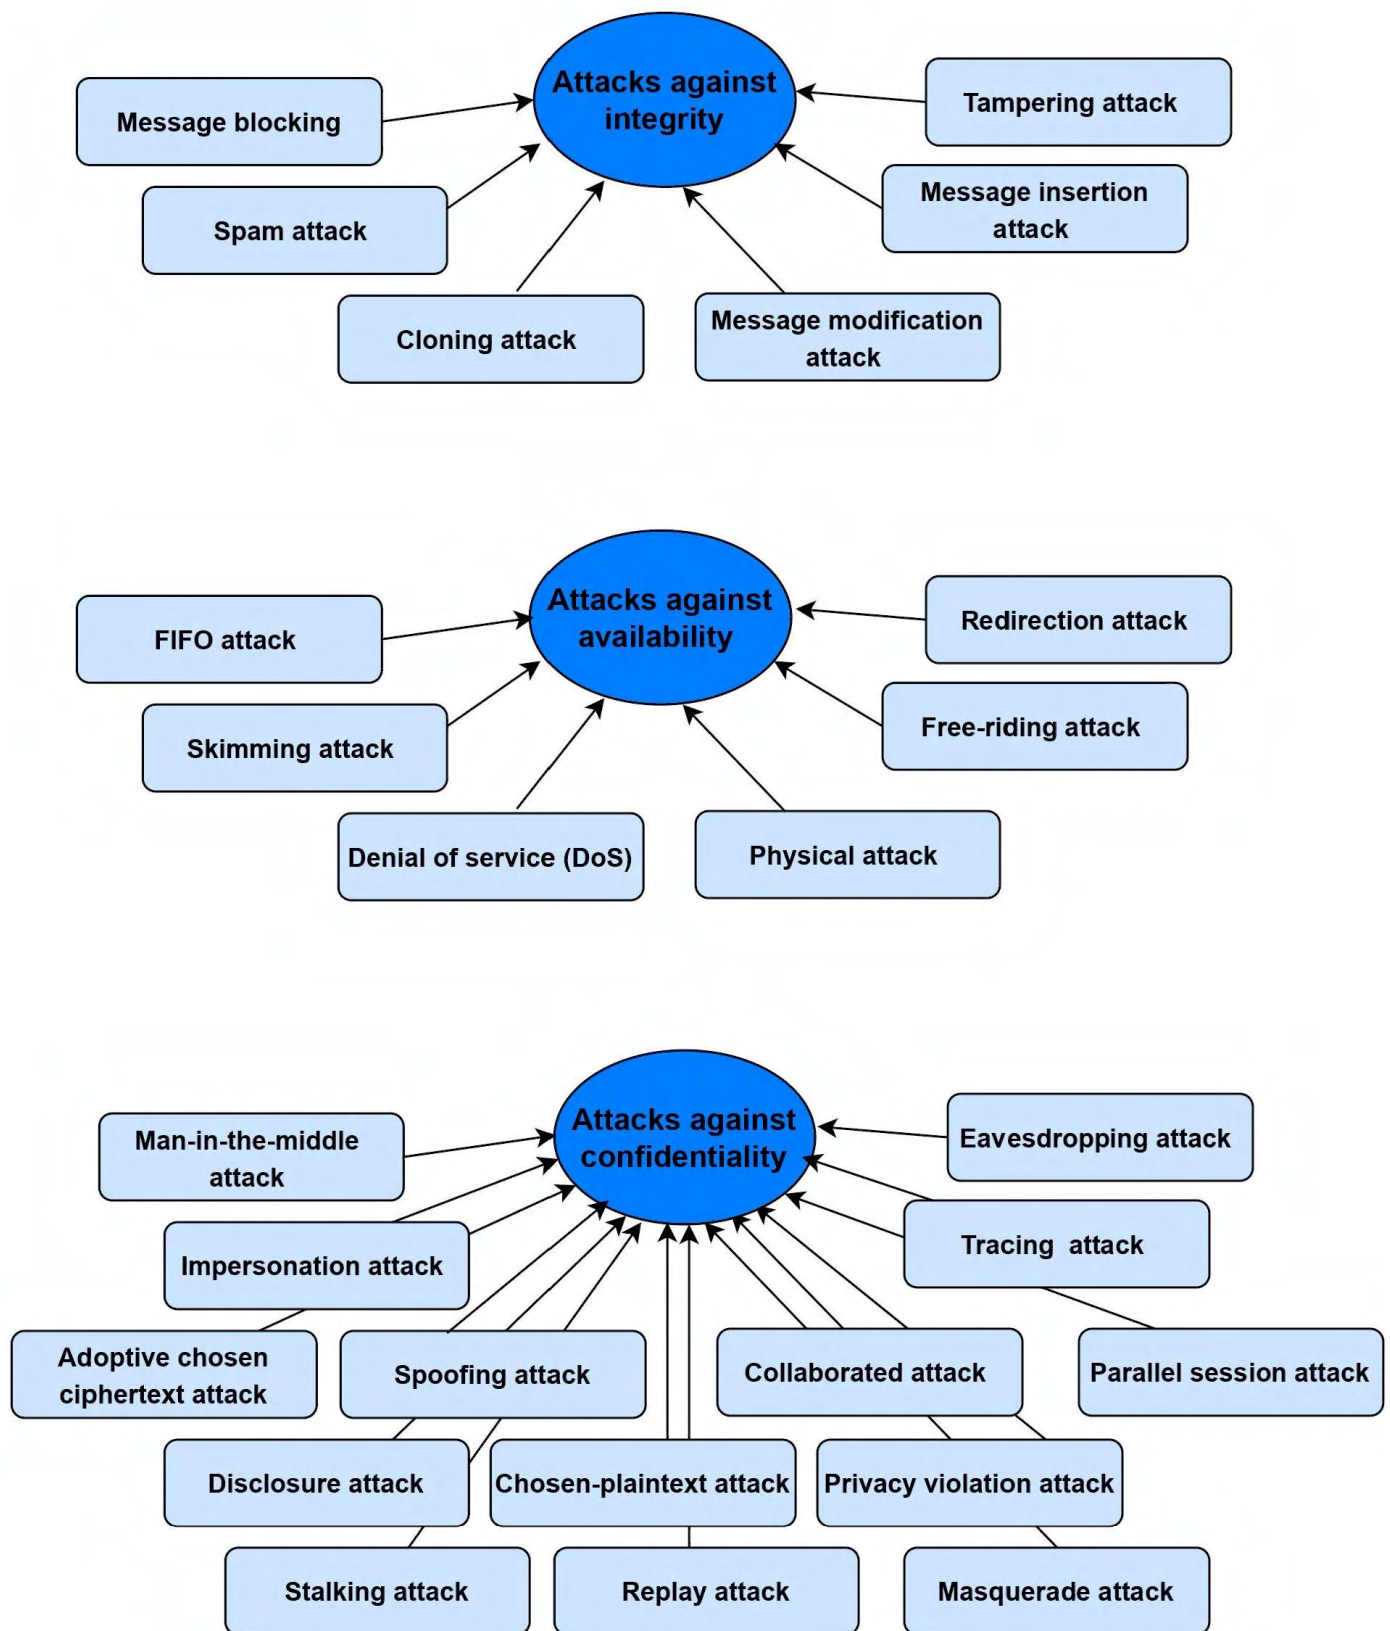 Attacks against
integrity
Message blocking
Tampering attack
Spam attack
Message insertion
attack
Cloning attack
Message modification
attack
Attacks against
availability
FIFO attack
Redirection attack
Skimming attack
Free-riding attack
Denial of service (DoS)
Physical attack
Attacks against
confidentiality
Man-in-the-middle
attack
Eavesdropping attack
Impersonation attack
Tracing attack
Adoptive chosen
ciphertext attack
Spoofing attack
Collaborated attack
Parallel session attack
Disclosure attack
Chosen-plaintext attack
Privacy violation attack
Stalking attack
Replay attack
Masquerade attack